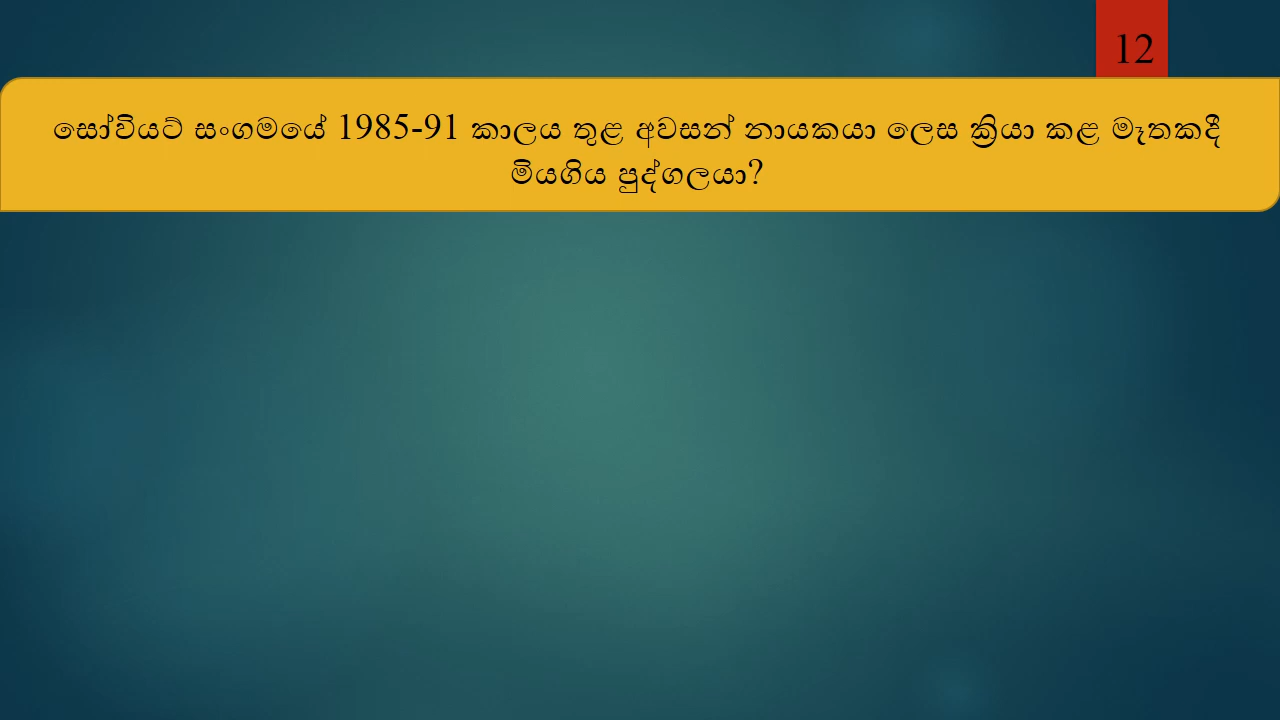 12
සෝවියට් සංගමයේ 1985-91 කාලය තුළ අවසන් නායකයා ලෙස ක්‍රියා කළ මෑතකදී
මියගිය පුද්ගලයා?